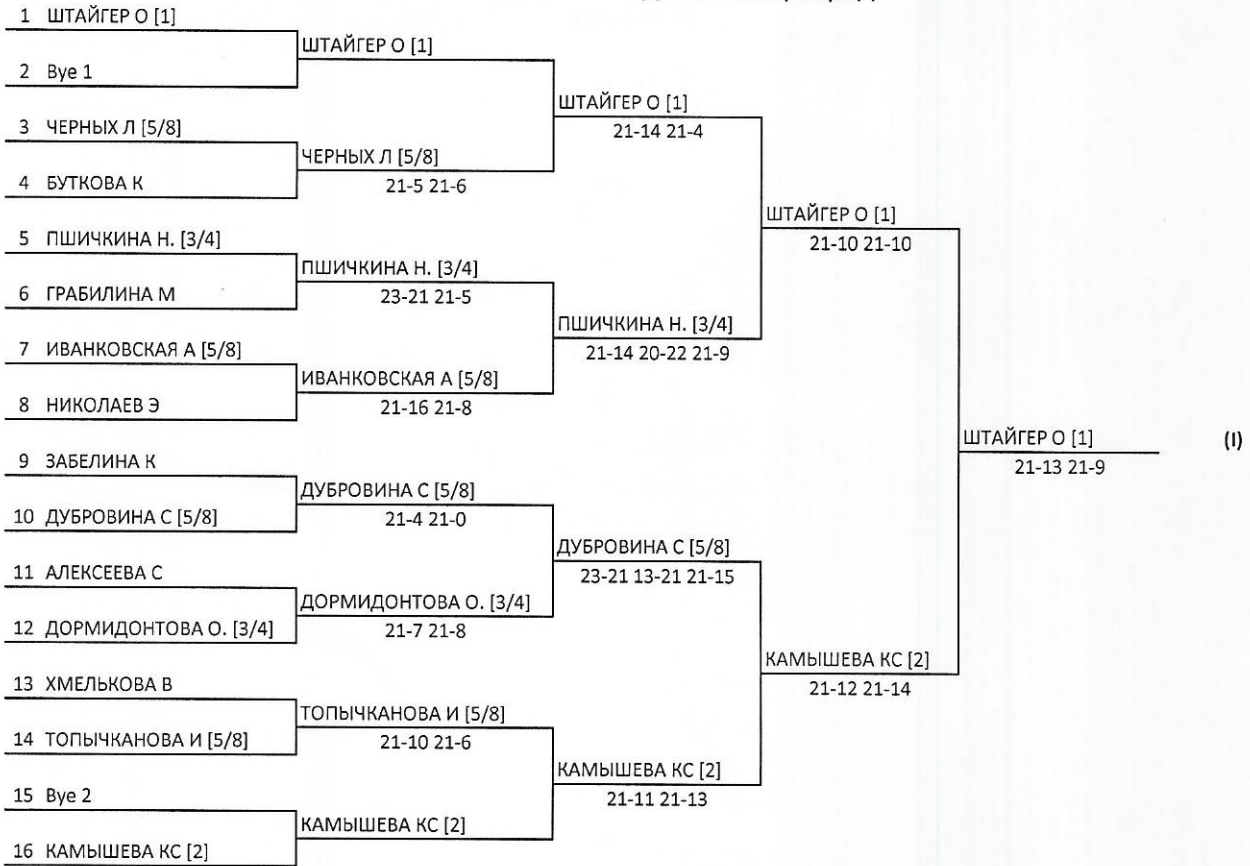 1 ШТАЙГЕР О [1]
ШТАЙГЕР О [1]
2 Bye 1
ШТАЙГЕР О [1]
21-14 21-4
3 ЧЕРНЫХ Л [5/8]
ЧЕРНЫХ Л [5/8]
21-5 21-6
4 БУТКОВА К
ШТАЙГЕР О [1]
21-10 21-10
5 ПШИЧКИНА Н. [3/4]
ПШИЧКИНА Н. [3/4]
23-21 21-5
6 ГРАБИЛИНА М
ПШИЧКИНА Н. [3/4]
21-14 20-22 21-9
7 ИВАНКОВСКАЯ А [5/8]
ИВАНКОВСКАЯ А [5/8]
21-16 21-8
8 НИКОЛАЕВ Э
ШТАЙГЕР О [1]
21-13 21-9
(I)
9 ЗАБЕЛИНА К
ДУБРОВИНА С [5/8]
21-4 21-0
10 ДУБРОВИНА С [5/8]
ДУБРОВИНА С [5/8]
23-21 13-21 21-15
11 АЛЕКСЕЕВА С
ДОРМИДОНТОВА О. [3/4]
21-7 21-8
12 ДОРМИДОНТОВА О. [3/4]
КАМЫШЕВА КС [2]
21-12 21-14
13 ХМЕЛЬКОВА В
ТОПЫЧКАНОВА И [5/8]
21-10 21-6
14 ТОПЫЧКАНОВА И [5/8]
КАМЫШЕВА КС [2]
21-11 21-13
15 Bye 2
КАМЫШЕВА КС [2]
16 КАМЫШЕВА КС [2]